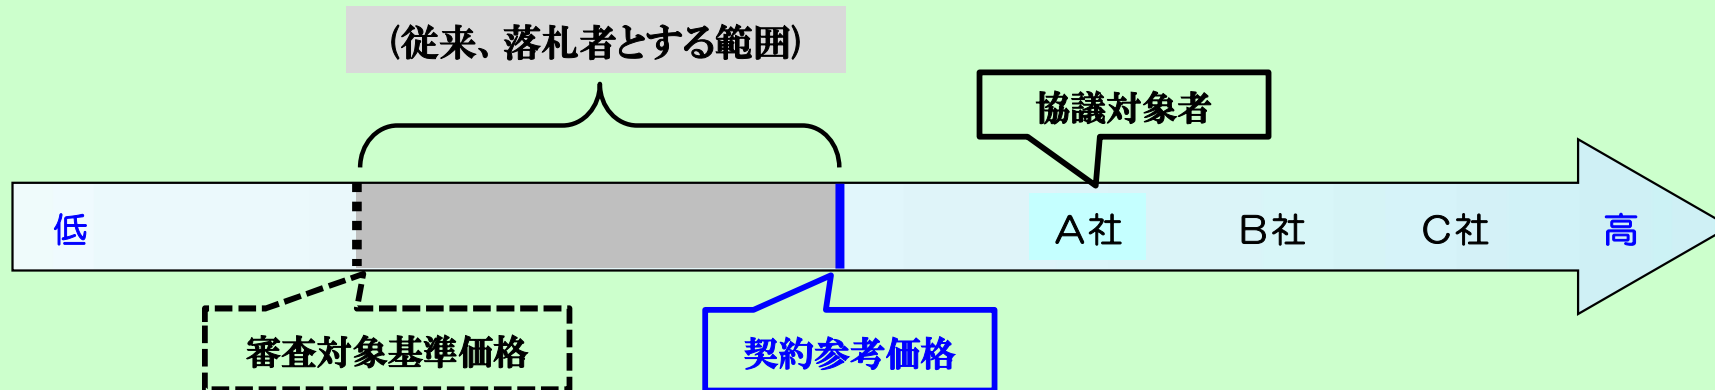 （従来、落札者とする範囲）
協議対象者
低
A社
B社
C社
高
審査対象基準価格
契約参考価格